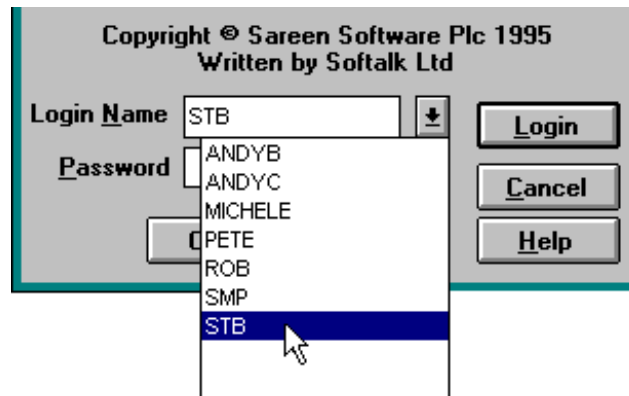 Copyright © Sareen Software Plc 1995
Written by Softalk Ltd
Login Name STB
Login
Password
ANDYB
ANDYC
Cancel
MICHELE
PETE
Help
ROB
SMP
STB